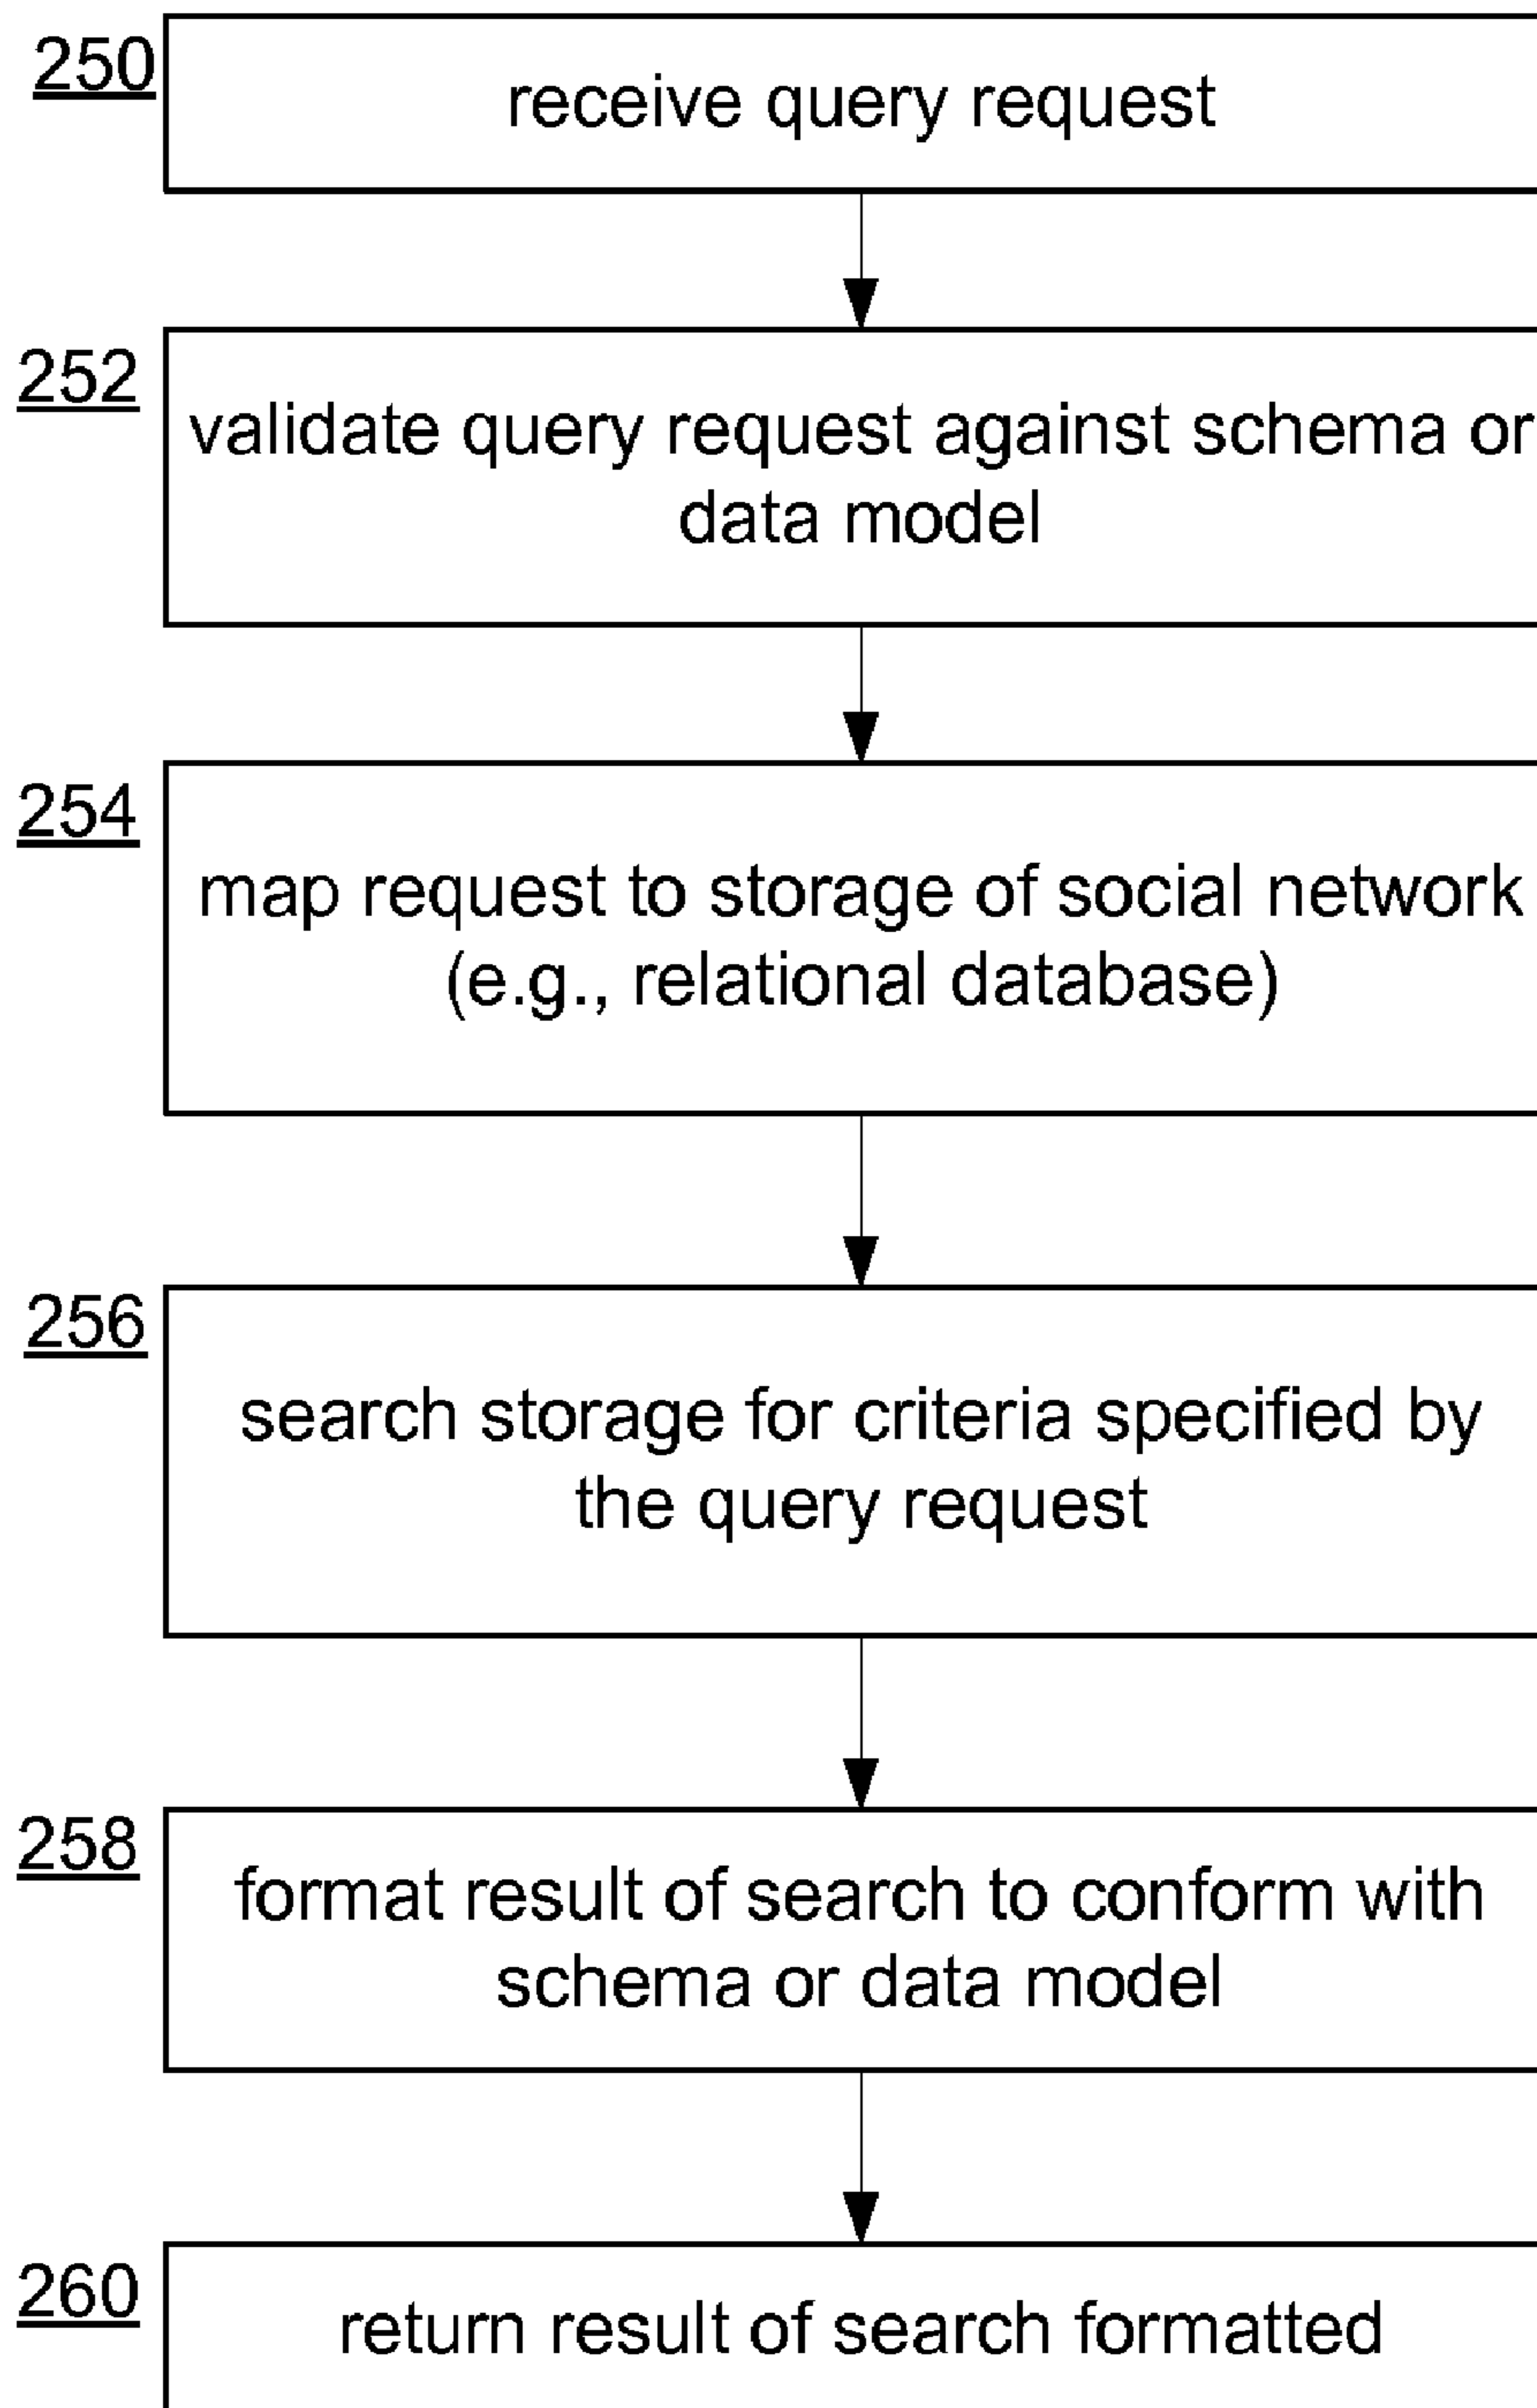 250
receive query request
252
validate query request against schema or
data model
254
map request to storage of social network
(e.g., relational database)
256
search storage for criteria specified by
the query request
258
format result of search to conform with
schema or data model
260
return result of search formatted